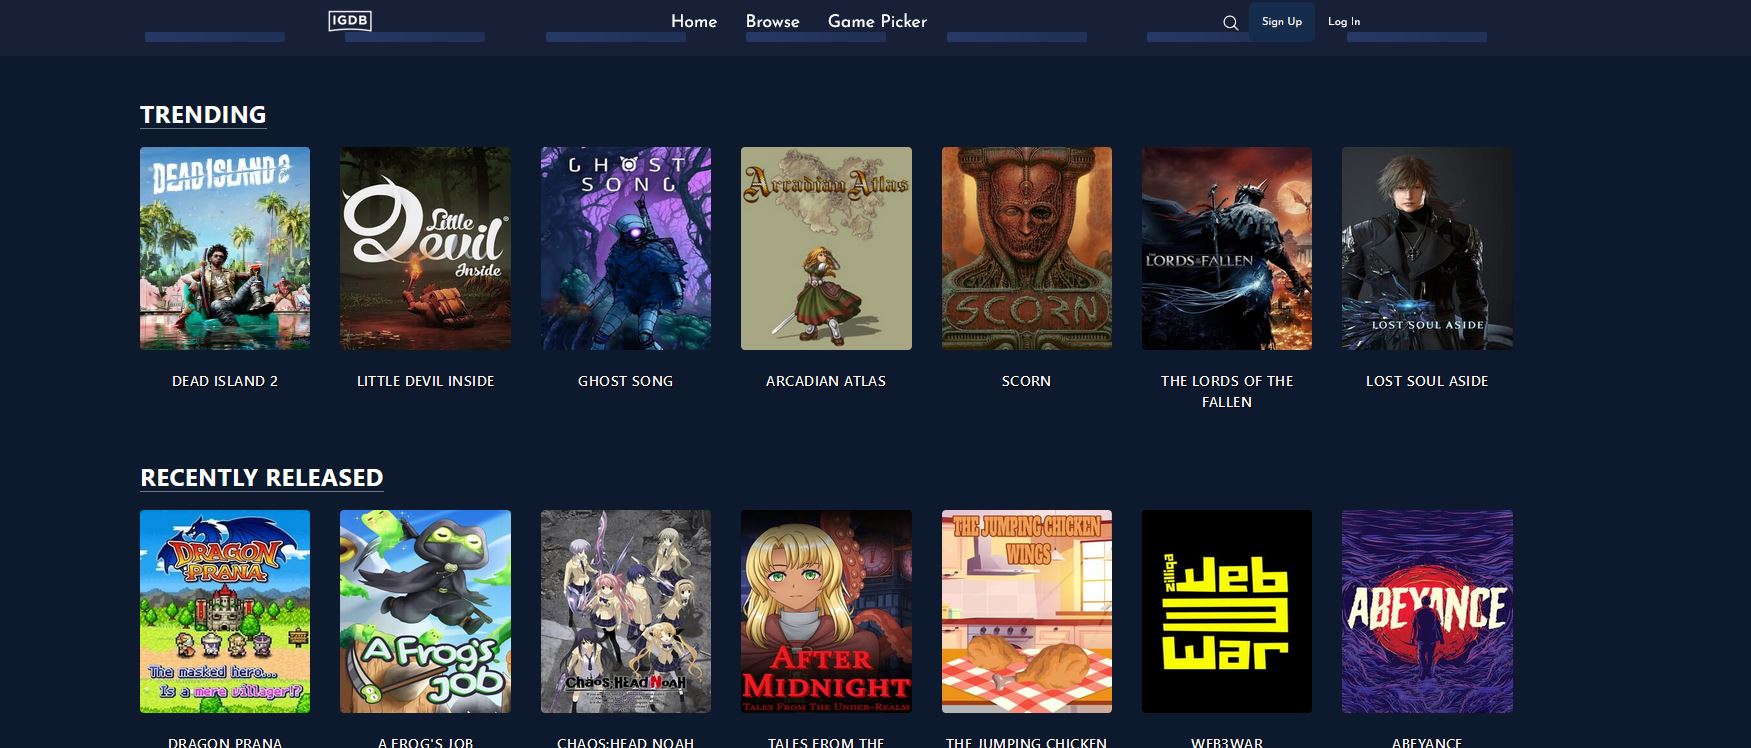 IGDB
Home Browse Game Picker
Sign Up Log In
TRENDING
DEAD ISLAND 2
Little
Devil
Inside
GHOST
SONG
Arcadian Atlas
SCORN
LORDS OF THE FALLEN
LOST SOUL ASIDE
DEAD ISLAND 2
LITTLE DEVIL INSIDE
GHOST SONG
ARCADIAN ATLAS
SCORN
THE LORDS OF THE
FALLEN
LOST SOUL ASIDE
RECENTLY RELEASED
DRAGON
PRANA
The masked hero...
Is a mere villager!?
A Frog's
JOB
CHAOS;HEAD NOAH
AFTER
MIDNIGHT
TALES FROM THE UNDER-REALM
THE JUMPING CHICKEN
WINGS
zilliqa
Web
War
ABEYANCE
DRAGON PRANA
A FROG'S JOB
CHAOS;HEAD NOAH
TALES FROM THE
THE JUMPING CHICKEN
WEB3WAR
ABEYANCE